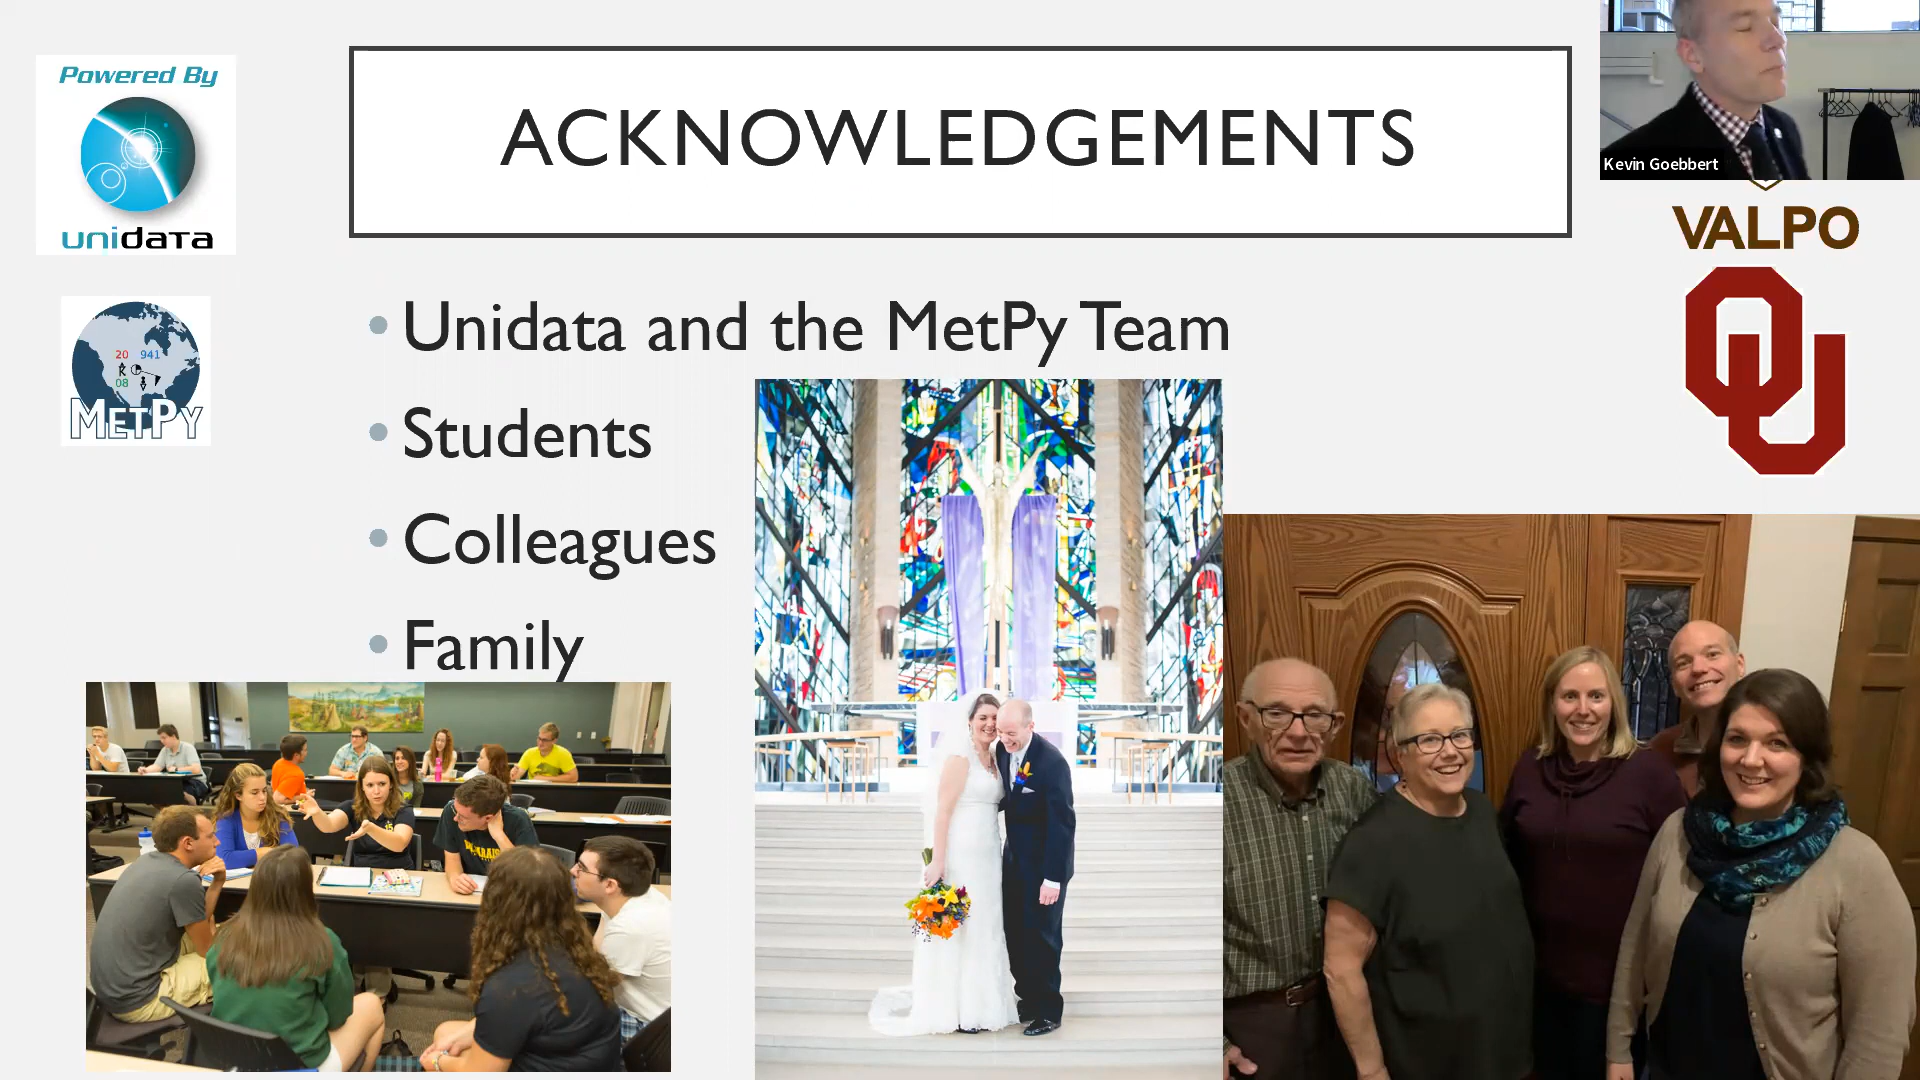 Powered By
unidata
ACKNOWLEDGEMENTS
Kevin Goebbert
VALPO
OU
20 941
K
08
METPY
• Unidata and the MetPy Team
• Students
• Colleagues
• Family